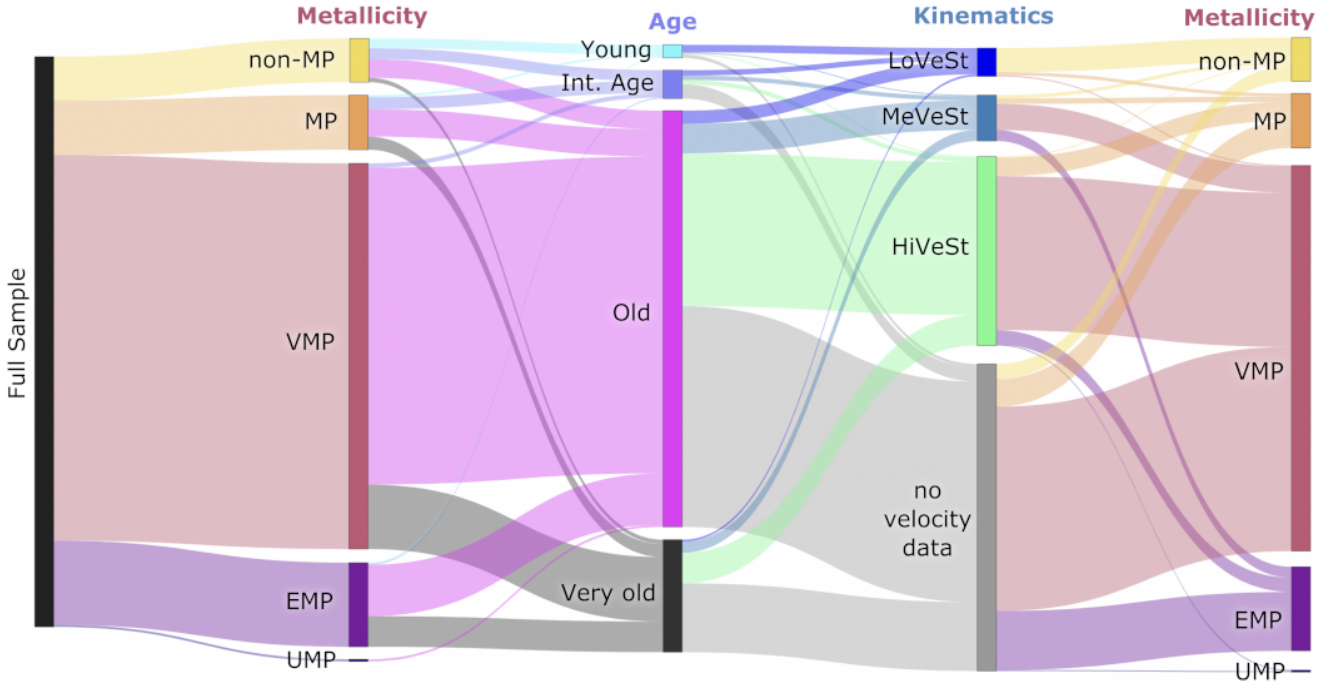 Metallicity
Age
Kinematics
Metallicity
Full Sample
non-MP
MP
VMP
EMP
UMP
Young
Int. Age
Old
Very old
LoVeSt
MeVeSt
HiVeSt
no
velocity
data
non-MP
MP
VMP
EMP
UMP